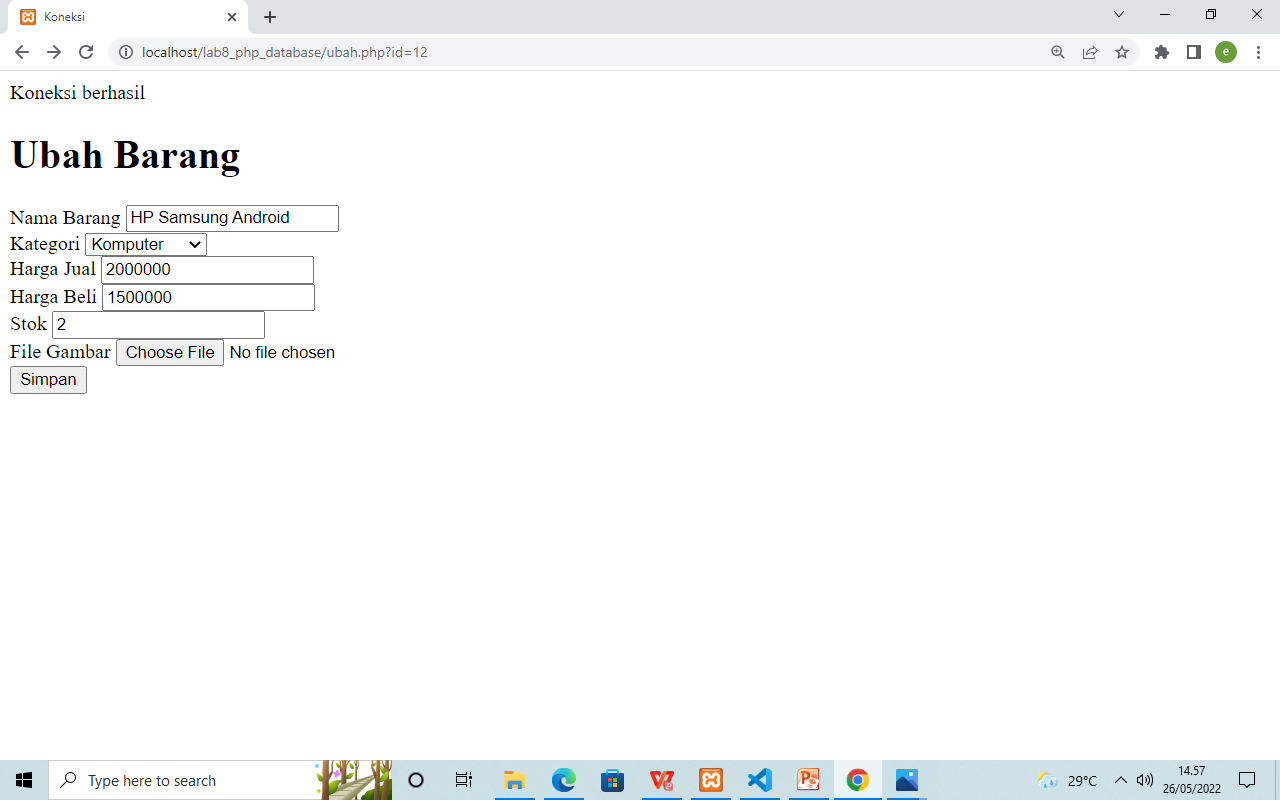 Koneksi
localhost/lab8_php_database/ubah.php?id=12
e
Koneksi berhasil
Ubah Barang
Nama Barang HP Samsung Android
Kategori Komputer
Harga Jual 2000000
Harga Beli 1500000
Stok 2
File Gambar Choose File No file chosen
Simpan
Type here to search
29°C
14.57
26/05/2022